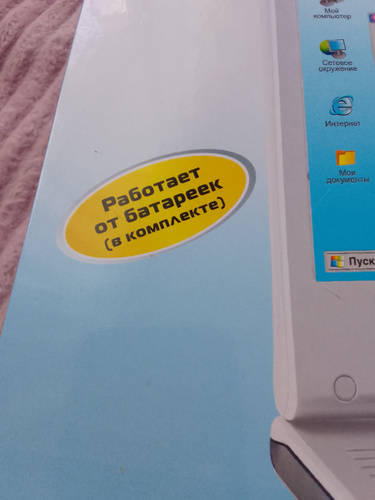 Мой
компьютер
Сетевое
окружение
Интернет
Мои
документы
Пуск
Работает
от батареек
(в комплекте)